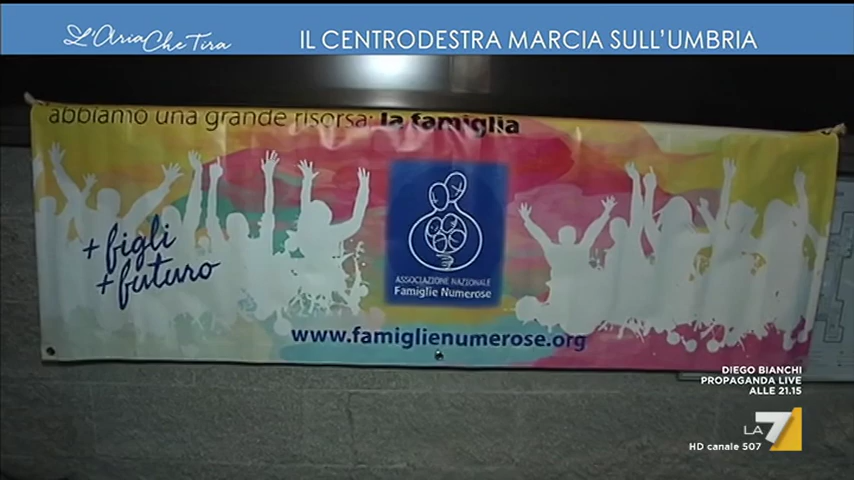 L'Aria Che Tira
IL CENTRODESTRA MARCIA SULL'UMBRIA
abbiamo una grande risorsa: la famiglia
+ figli
+ futuro
ASSOCIAZIONE NAZIONALE
Famiglie Numerose
www.famiglienumerose.org
DIEGO BIANCHI
PROPAGANDA LIVE
ALLE 21.15
LA7
HD canale 507